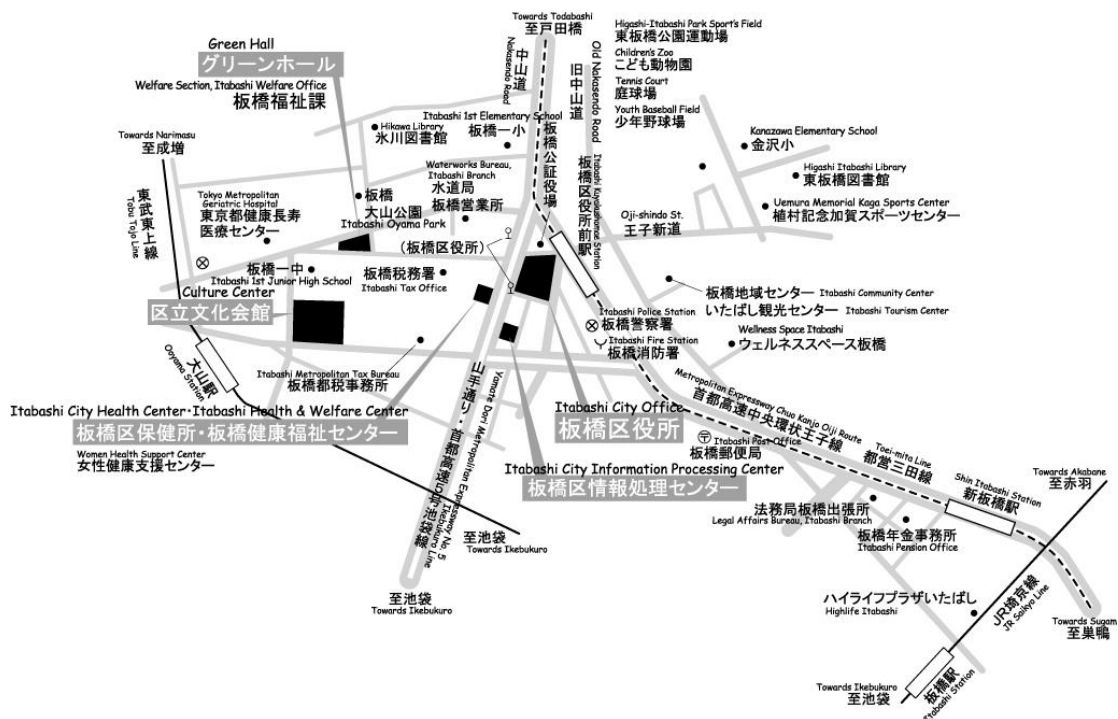 Towards Todabashi
至戸田橋
中山道
Nakasendo Road
Old Nakasendo Road
旧中山道
Higashi-Itabashi Park Sport's Field
東板橋公園運動場
Children's Zoo
こども動物園
Tennis Court
庭球場
Youth Baseball Field
少年野球場
Green Hall
グリーンホール
Welfare Section, Itabashi Welfare Office
板橋福祉課
Towards Narimasu
至成増
東武東上線
Tobu Tojo Line
Hikawa Library
氷川図書館
Itabashi 1st Elementary School
板橋一小
板橋公証役場
板橋区役所前駅
Itabashi Kuyakushomae Station
Kanazawa Elementary School
金沢小
Higashi Itabashi Library
東板橋図書館
Uemura Memorial Kaga Sports Center
植村記念加賀スポーツセンター
Waterworks Bureau,
Itabashi Branch
水道局
板橋営業所
Tokyo Metropolitan
Geriatric Hospital
東京都健康長寿
医療センター
板橋
大山公園
Itabashi Oyama Park
(板橋区役所)
Oji-shindo St.
王子新道
板橋一中
Itabashi 1st Junior High School
板橋税務署
Itabashi Tax Office
Culture Center
区立文化会館
板橋地域センター Itabashi Community Center
いたばし観光センター Itabashi Tourism Center
Itabashi Police Station
板橋警察署
Itabashi Fire Station
板橋消防署
Wellness Space Itabashi
ウェルネススペース板橋
大山駅
Ooyama Station
Itabashi Metropolitan Tax Bureau
板橋都税事務所
Itabashi City Health Center・Itabashi Health & Welfare Center
板橋区保健所・板橋健康福祉センター
Women Health Support Center
女性健康支援センター
山手通り・首都高速5号池袋線
Yamate Dori Metropolitan Expressway No. 5
Ikebukuro Line
Itabashi City Office
板橋区役所
Itabashi City Information Processing Center
板橋区情報処理センター
Metropolitan Expressway Chuo Kanjo Oiji Route
首都高速中央環状王子線
Toei-mita Line
都営三田線
〒
Itabashi Post Office
板橋郵便局
Shin Itabashi Station
新板橋駅
Towards Akabane
至赤羽
法務局板橋出張所
Legal Affairs Bureau, Itabashi Branch
板橋年金事務所
Itabashi Pension Office
至池袋
Towards Ikebukuro
至池袋
Towards Ikebukuro
ハイライフプラザいたばし
Highlife Itabashi
JR埼京線
JR Saikyo Line
Towards Sugam
至巣鴨
Towards Ikebukuro
至池袋
板橋駅
Itabashi Station